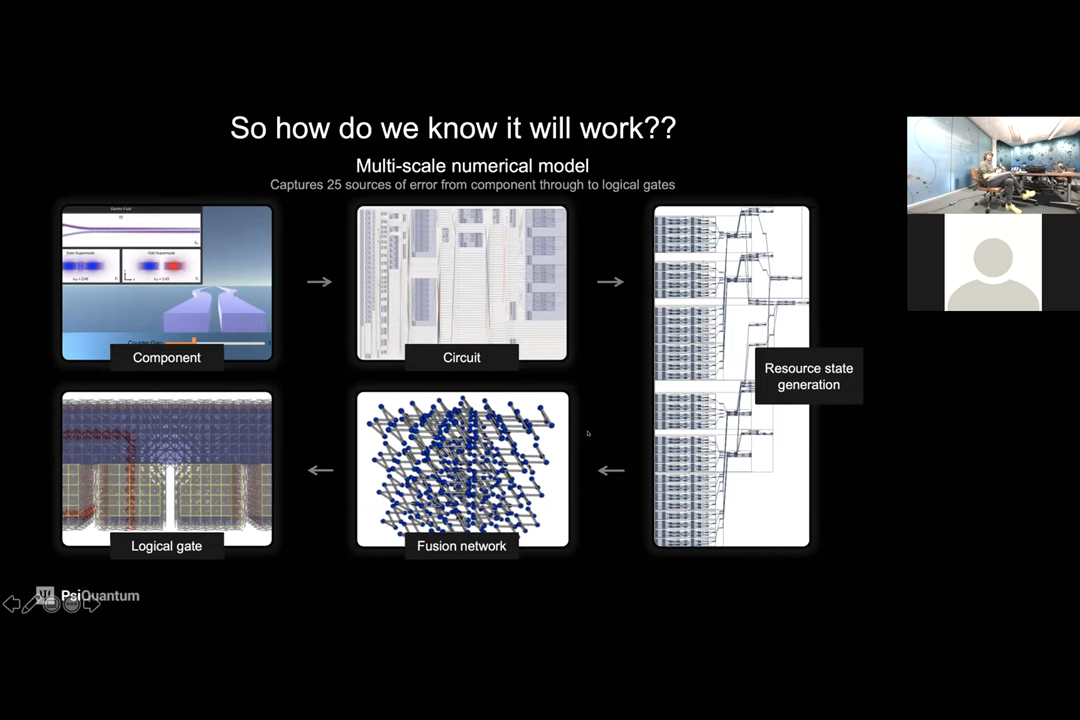 So how do we know it will work??
Multi-scale numerical model
Captures 25 sources of error from component through to logical gates
Component
Circuit
Resource state
generation
Logical gate
Fusion network
PsiQuantum